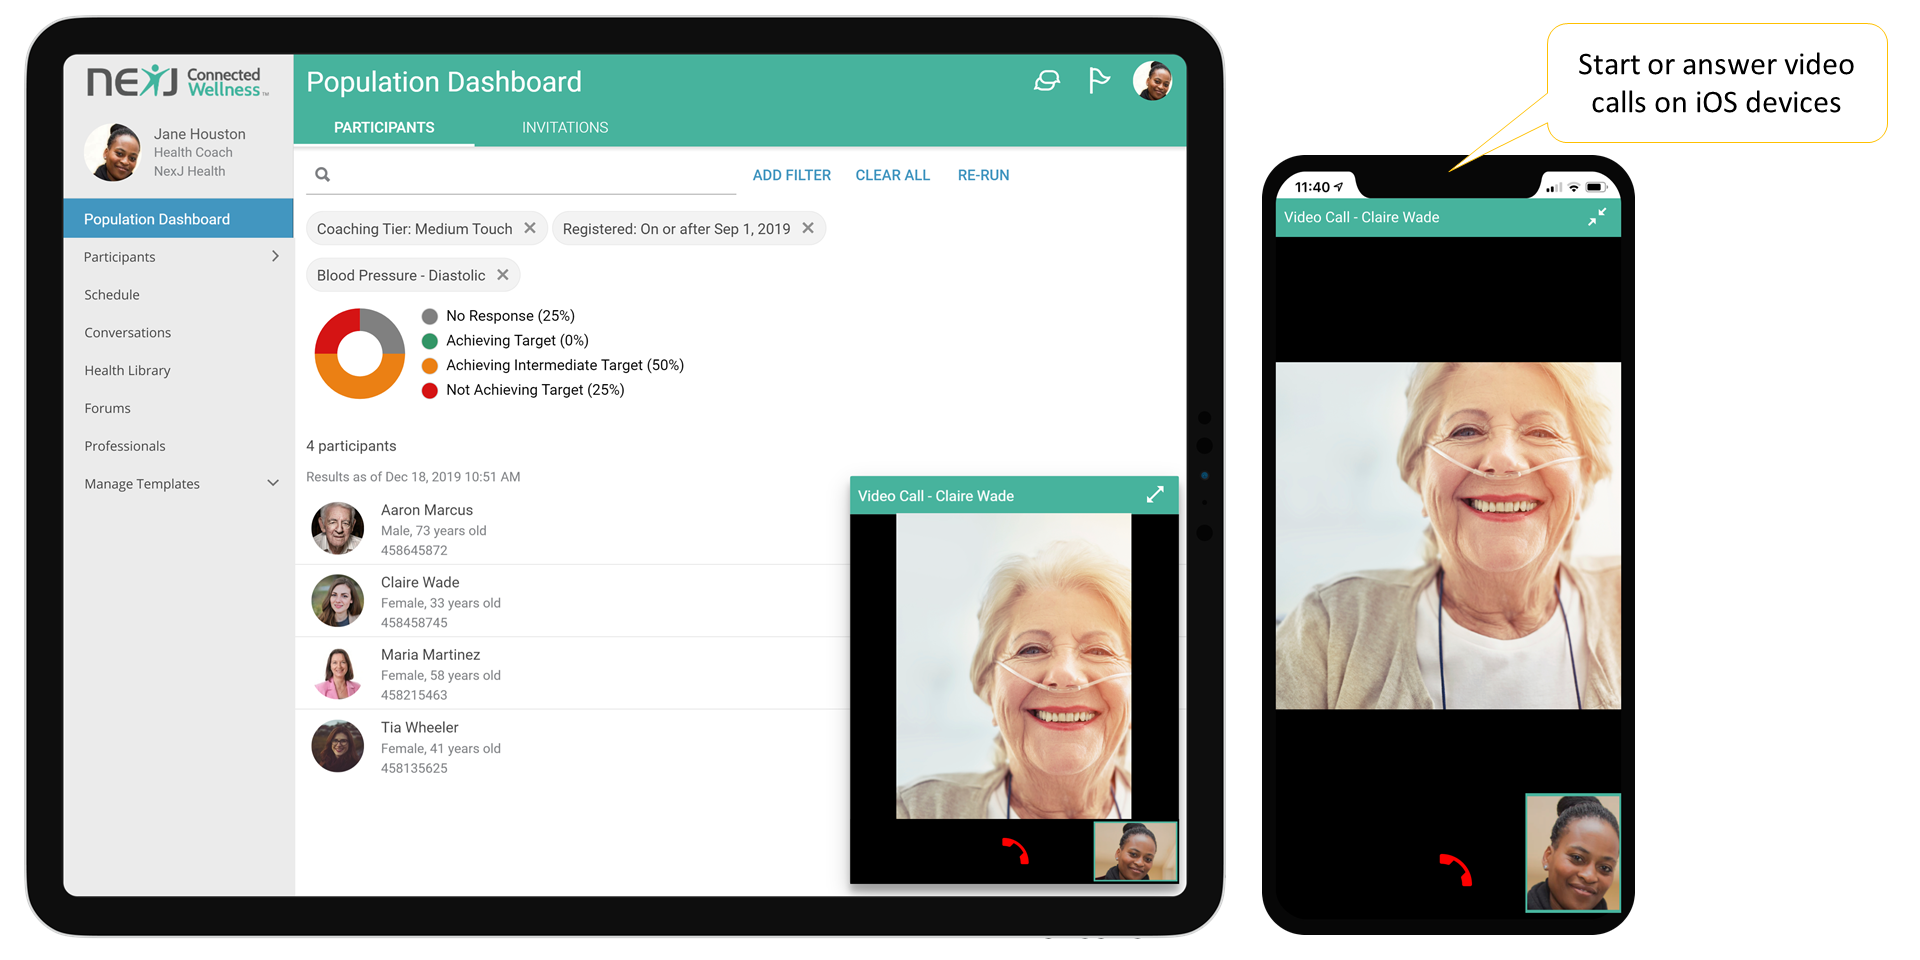 NEXJ Connected Wellness™
Jane Houston
Health Coach
NexJ Health
Population Dashboard
Participants
Schedule
Conversations
Health Library
Forums
Professionals
Manage Templates
Population Dashboard
PARTICIPANTS INVITATIONS
ADD FILTER CLEAR ALL RE-RUN
Coaching Tier: Medium Touch Registered: On or after Sep 1, 2019
Blood Pressure - Diastolic
No Response (25%)
Achieving Target (0%)
Achieving Intermediate Target (50%)
Not Achieving Target (25%)
4 participants
Results as of Dec 18, 2019 10:51 AM
Aaron Marcus
Male, 73 years old
458645872
Claire Wade
Female, 33 years old
458458745
Maria Martinez
Female, 58 years old
458215463
Tia Wheeler
Female, 41 years old
458135625
Video Call - Claire Wade
Start or answer video
calls on iOS devices
11:40
Video Call - Claire Wade